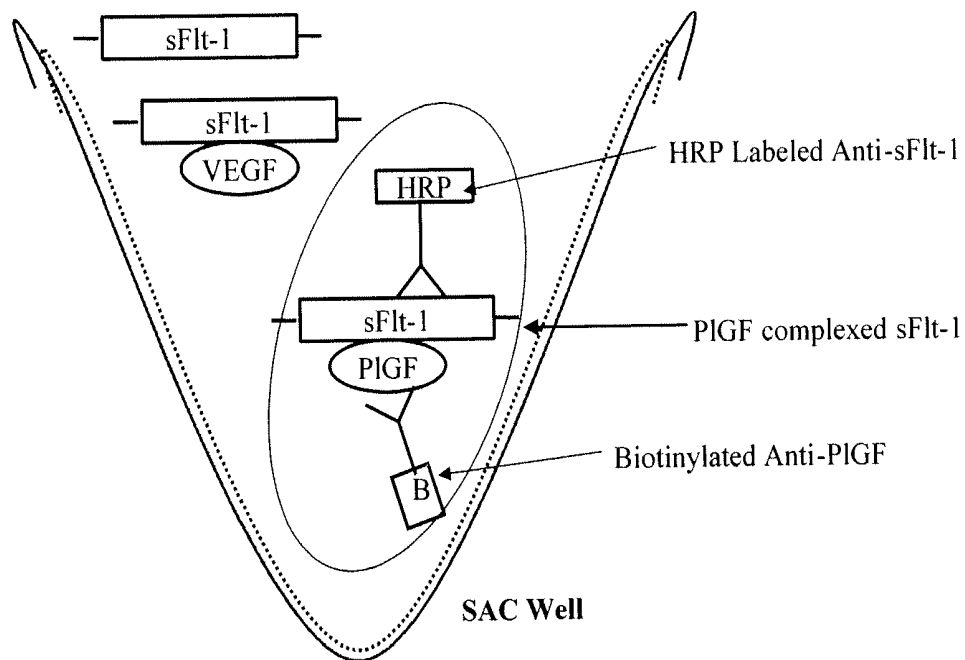 sFlt-1
sFlt-1
VEGF
HRP
HRP Labeled Anti-sFlt-1
sFlt-1
PlGF complexed sFlt-1
PlGF
Biotinylated Anti-PlGF
B
SAC Well